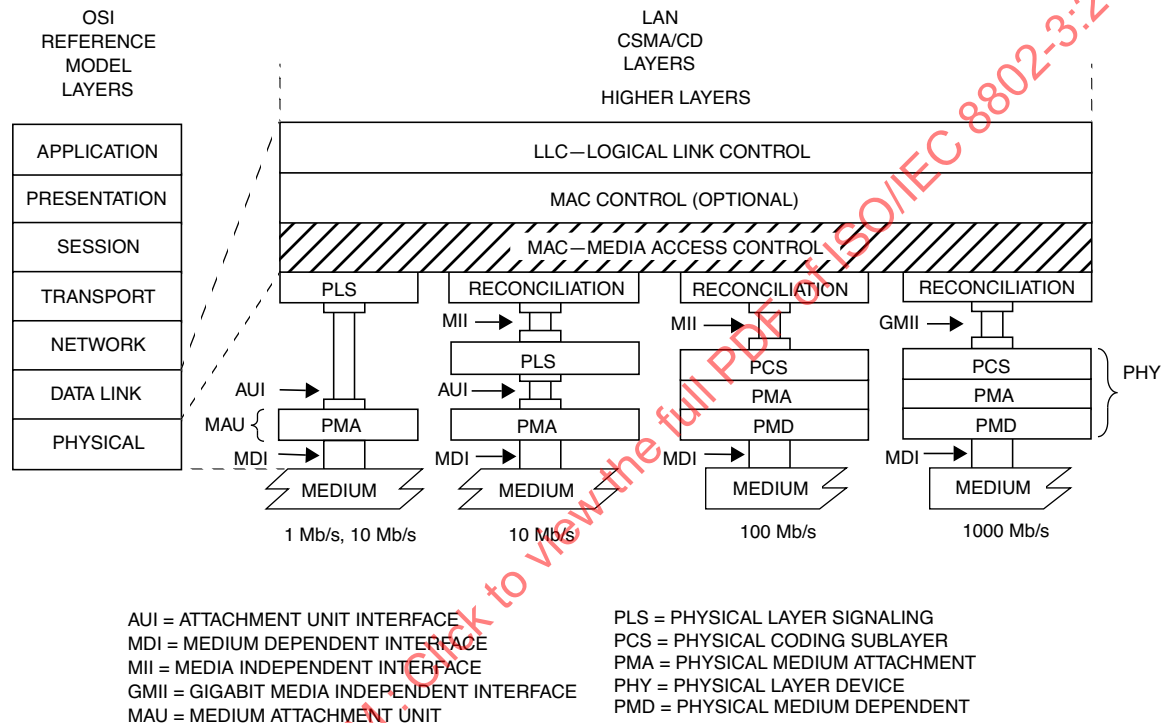 OSI
REFERENCE
MODEL
LAYERS
LAN
CSMA/CD
LAYERS
HIGHER LAYERS
APPLICATION
PRESENTATION
SESSION
TRANSPORT
NETWORK
DATA LINK
PHYSICAL
LLC—LOGICAL LINK CONTROL
MAC CONTROL (OPTIONAL)
MAC—MEDIA ACCESS CONTROL
PLS
AUI
MAU
PMA
MDI
MEDIUM
1 Mb/s, 10 Mb/s
RECONCILIATION
MII
PLS
AUI
PMA
MDI
MEDIUM
10 Mb/s
RECONCILIATION
MII
PCS
PMA
PMD
MDI
MEDIUM
100 Mb/s
RECONCILIATION
GMII
PCS
PMA
PMD
PHY
MDI
MEDIUM
1000 Mb/s
AUI = ATTACHMENT UNIT INTERFACE
MDI = MEDIUM DEPENDENT INTERFACE
MII = MEDIA INDEPENDENT INTERFACE
GMII = GIGABIT MEDIA INDEPENDENT INTERFACE
MAU = MEDIUM ATTACHMENT UNIT
PLS = PHYSICAL LAYER SIGNALING
PCS = PHYSICAL CODING SUBLAYER
PMA = PHYSICAL MEDIUM ATTACHMENT
PHY = PHYSICAL LAYER DEVICE
PMD = PHYSICAL MEDIUM DEPENDENT
: Click to view the full PDF of ISO/IEC 8802-3:2